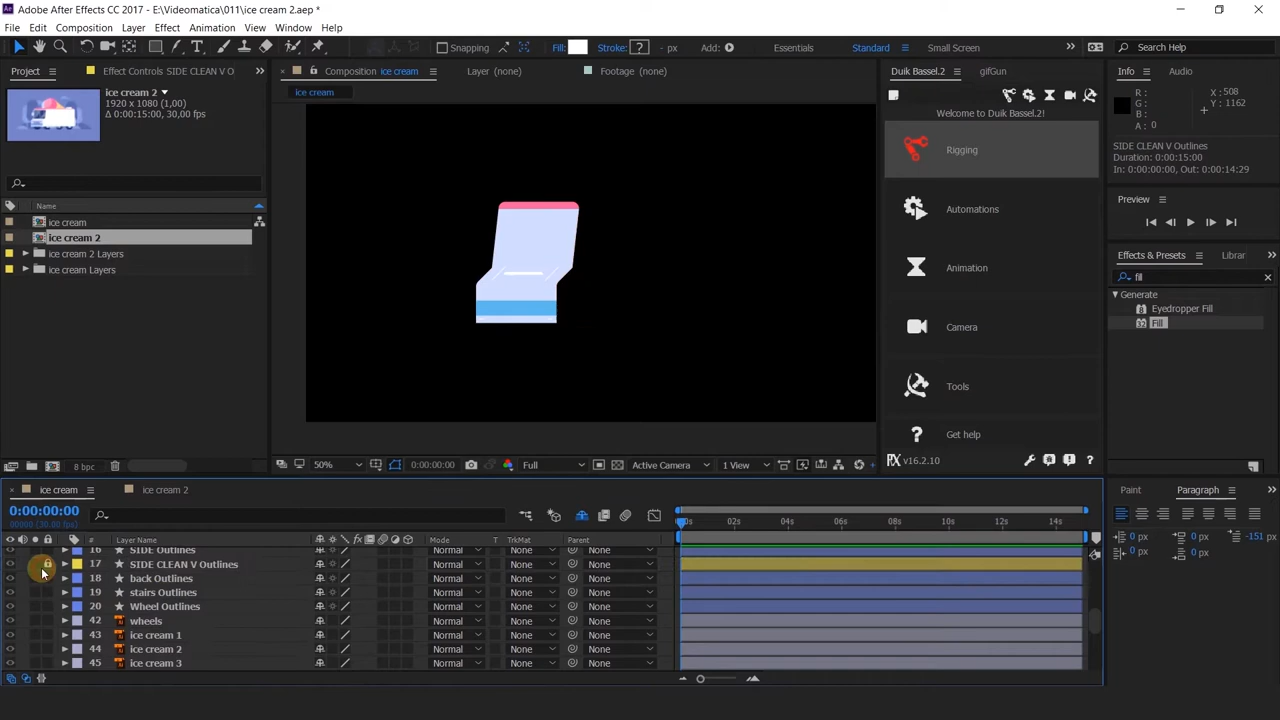 Adobe After Effects CC 2017 - E:\Videomatica\011\ice cream 2.aep *
File Edit Composition Layer Effect Animation View Window Help
Snapping
Fill: Stroke: ? - px Add:
Essentials Standard Small Screen
Search Help
Project
Effect Controls SIDE CLEAN V O
Composition ice cream
Layer (none)
Footage (none)
Duik Bassel.2 gifGun
Info Audio
ice cream 2
1920 x 1080 (1,00)
Δ 0:00:15:00, 30,00 fps
ice cream
Welcome to Duik Bassel.2!
R :
G :
B :
A : 0
X : 508
Y : 1162
Rigging
SIDE CLEAN V Outlines
Duration: 0:00:15:00
In: 0:00:00:00, Out: 0:00:14:29
Name
ice cream
ice cream 2
ice cream 2 Layers
ice cream Layers
Automations
Preview
Animation
Effects & Presets Librar
fill
Generate
Eyedropper Fill
Fill
Camera
Tools
Get help
8 bpc
50% 0:00:00:00 Full Active Camera 1 View
v16.2.10
ice cream
ice cream 2
Paint Paragraph
0:00:00:00
00000 (30.00 fps)
0 px 0 px -151 px
0 px 0 px
# Layer Name Mode T TrkMat Parent
02s 04s 06s 08s 10s 12s 14s
16 SIDE Outlines Normal None None
17 SIDE CLEAN V Outlines Normal None None
18 back Outlines Normal None None
19 stairs Outlines Normal None None
20 Wheel Outlines Normal None None
42 wheels Normal None None
43 ice cream 1 Normal None None
44 ice cream 2 Normal None None
45 ice cream 3 Normal None None